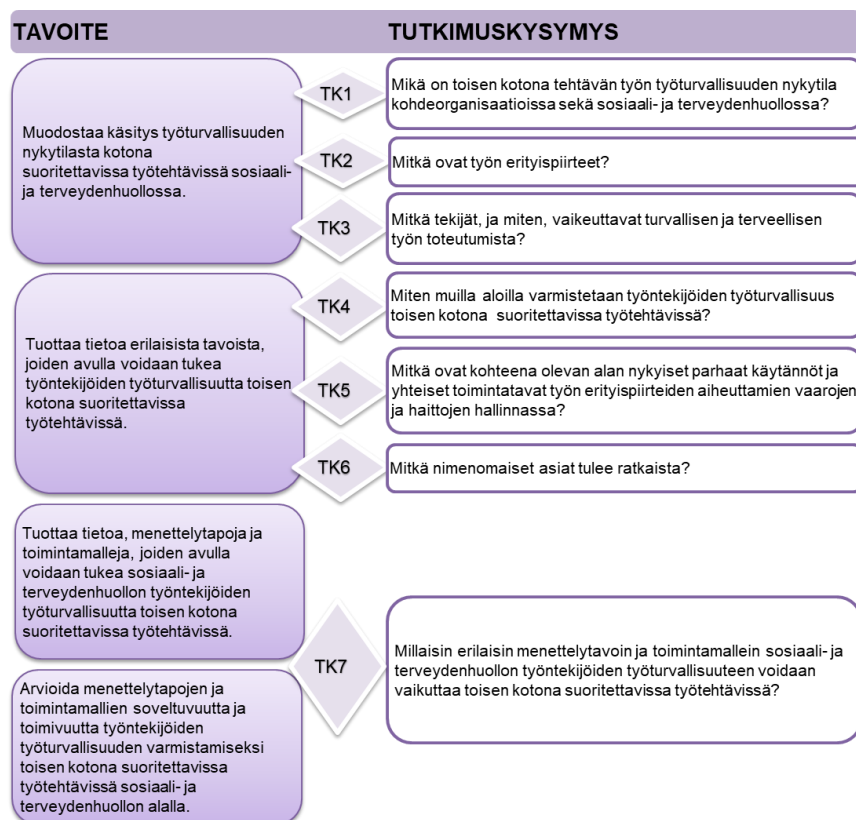 TAVOITE
TUTKIMUSKYSYMYS
Muodostaa käsitys työturvallisuuden
nykytilasta kotona
suoritettavissa työtehtävissä sosiaali-
ja terveydenhuollossa.
TK1
Mikä on toisen kotona tehtävän työn työturvallisuuden nykytila
kohdeorganisaatioissa sekä sosiaali- ja terveydenhuollossa?
TK2
Mitkä ovat työn erityispiirteet?
TK3
Mitkä tekijät, ja miten, vaikeuttavat turvallisen ja terveellisen
työn toteutumista?
Tuottaa tietoa erilaisista tavoista,
joiden avulla voidaan tukea
työntekijöiden työturvallisuutta toisen
kotona suoritettavissa
työtehtävissä.
TK4
Miten muilla aloilla varmistetaan työntekijöiden työturvallisuus
toisen kotona suoritettavissa työtehtävissä?
TK5
Mitkä ovat kohteena olevan alan nykyiset parhaat käytännöt ja
yhteiset toimintatavat työn erityispiirteiden aiheuttamien vaarojen
ja haittojen hallinnassa?
TK6
Mitkä nimenomaiset asiat tulee ratkaista?
Tuottaa tietoa, menettelytapoja ja
toimintamalleja, joiden avulla
voidaan tukea sosiaali- ja
terveydenhuollon työntekijöiden
työturvallisuutta toisen kotona
suoritettavissa työtehtävissä.
Arvioida menettelytapojen ja
toimintamallien soveltuvuutta ja
toimivuutta työntekijöiden
työturvallisuuden varmistamiseksi
toisen kotona suoritettavissa
työtehtävissä sosiaali- ja
terveydenhuollon alalla.
TK7
Millaisin erilaisin menettelytavoin ja toimintamallein sosiaali- ja
terveydenhuollon työntekijöiden työturvallisuuteen voidaan
vaikuttaa toisen kotona suoritettavissa työtehtävissä?